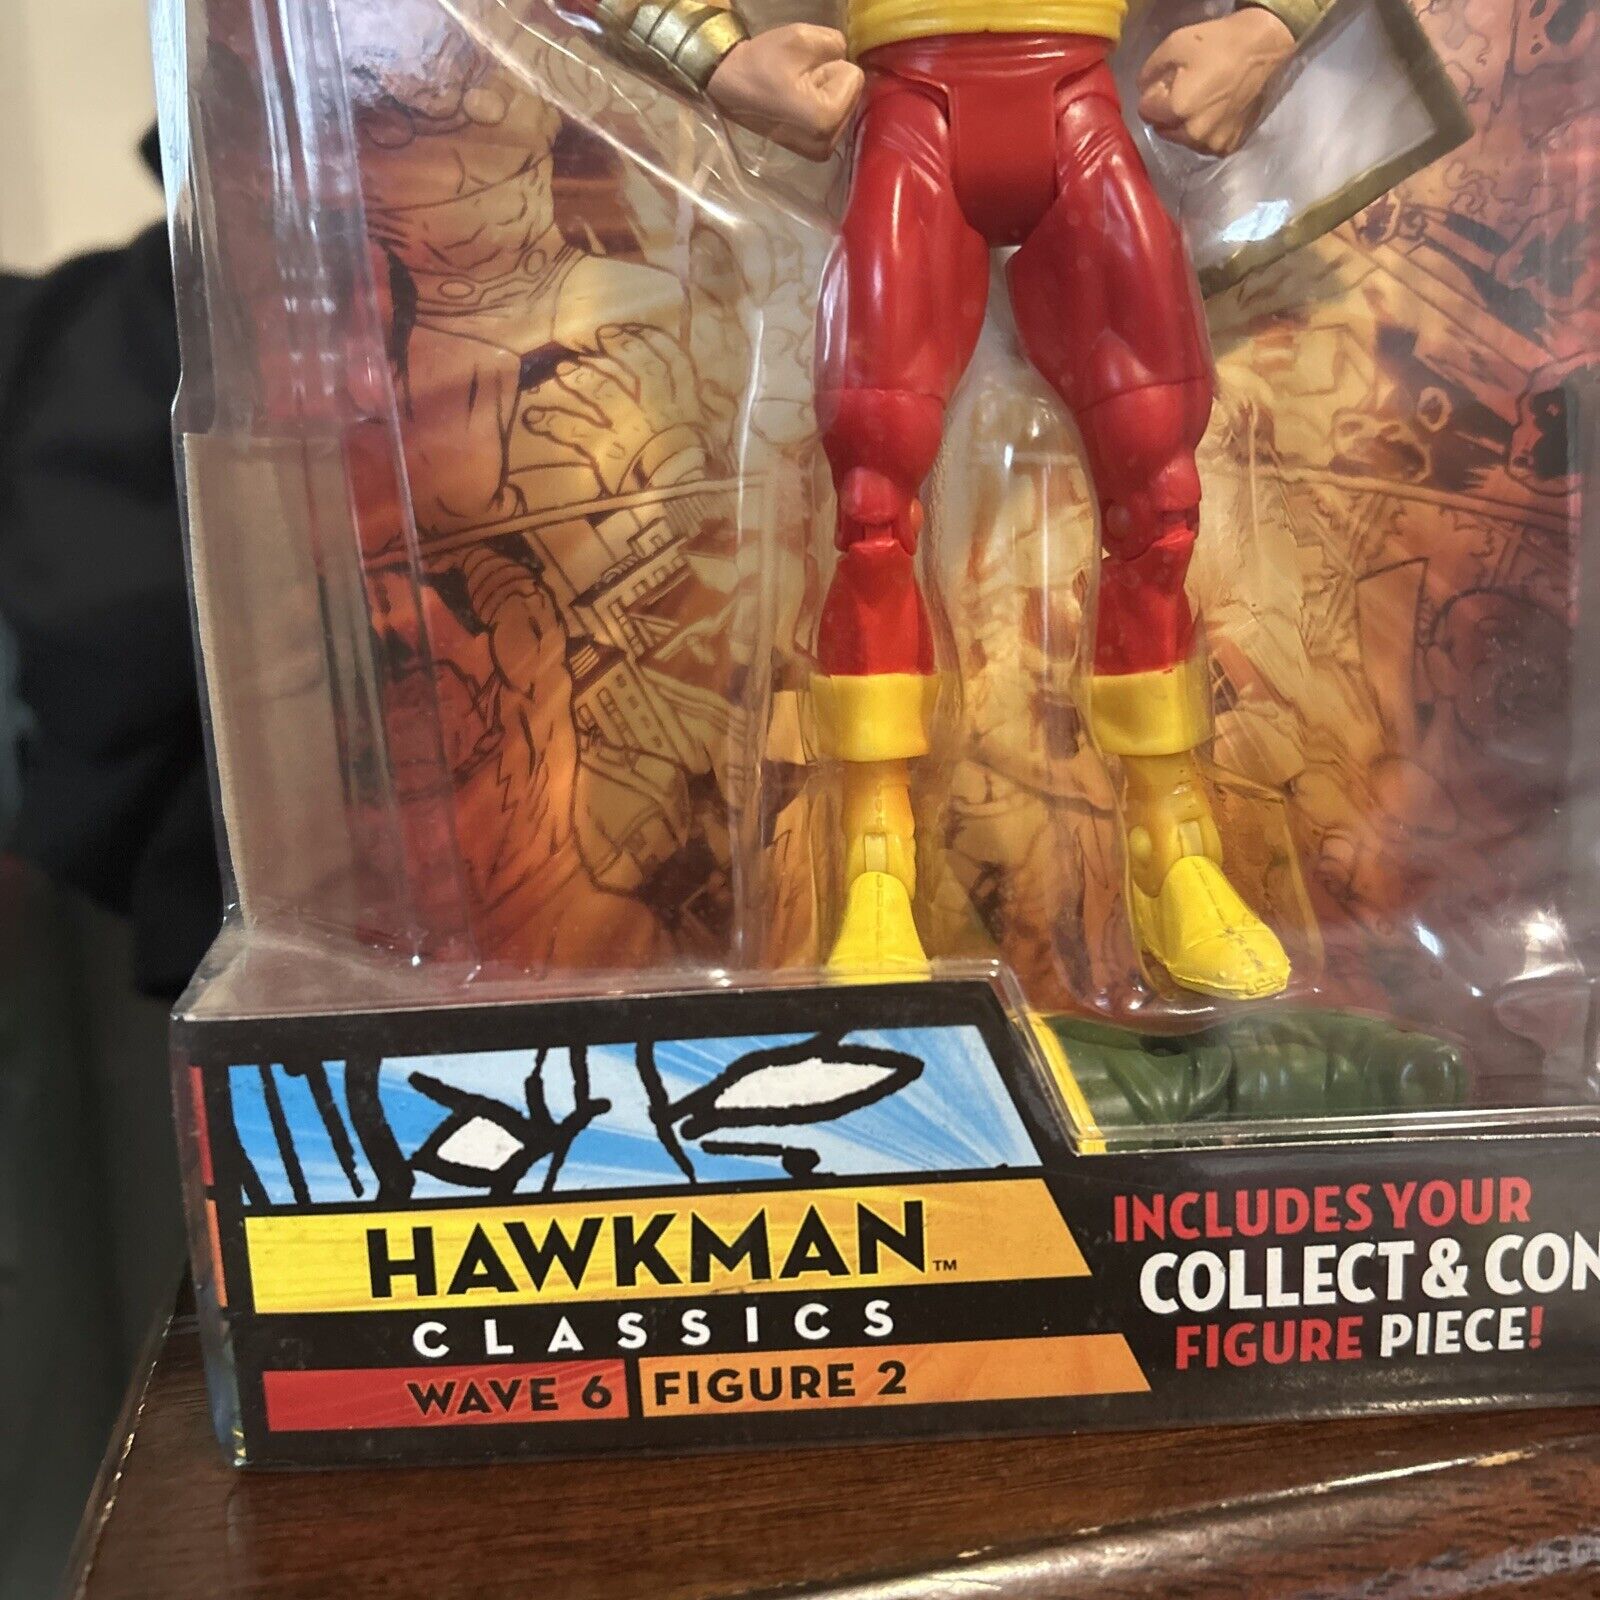 HAWKMAN™
CLASSICS
WAVE 6 FIGURE 2
INCLUDES YOUR
COLLECT & CON
FIGURE PIECE!